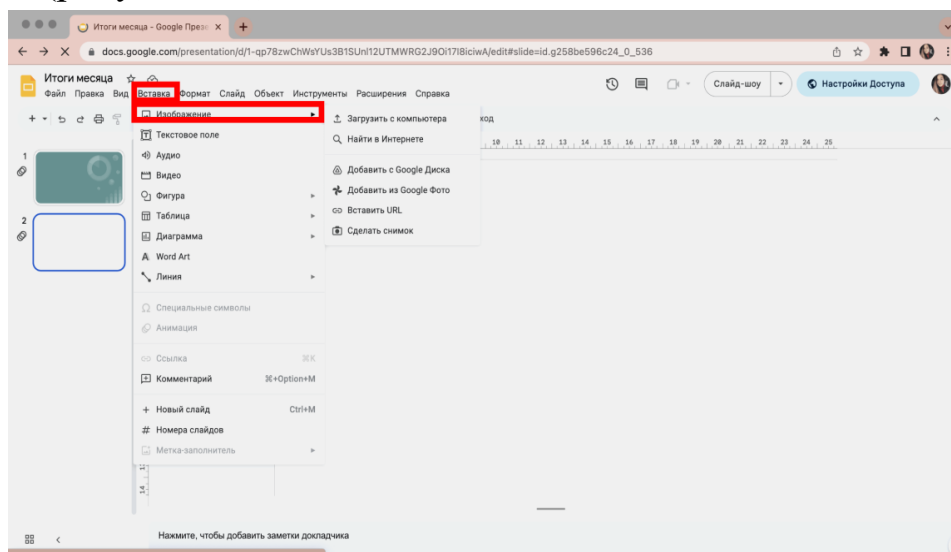 Итоги месяца - Google През
docs.google.com/presentation/d/1-qp78zwChWsYUs3B1SUnl12UTMWRG2J9Oi17I8iciwA/edit#slide=id.g258be596c24_0_536
Итоги месяца
Файл Правка Вид Вставка Формат Слайд Объект Инструменты Расширения Справка
Слайд-шоу
Настройки Доступа
Изображение
Загрузить с компьютера
Текстовое поле
Найти в Интернете
10 11 12 13 14 15 16 17 18 19 20 21 22 23 24 25
Аудио
1
Видео
Добавить с Google Диска
Фигура
Добавить из Google Фото
Таблица
Вставить URL
2
Диаграмма
Сделать снимок
Word Art
Линия
Специальные символы
Анимация
Ссылка ⌘K
Комментарий ⌘+Option+M
Новый слайд Ctrl+M
Номера слайдов
Метка-заполнитель
14
Нажмите, чтобы добавить заметки докладчика